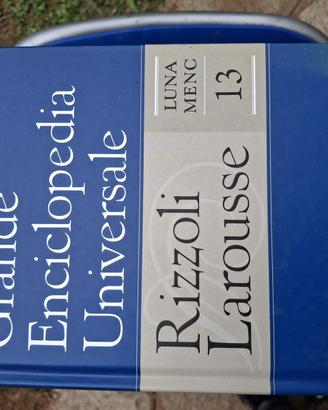 Grande
Enciclopedia
Universale
LUNA
MENC
13
Rizzoli
Larousse